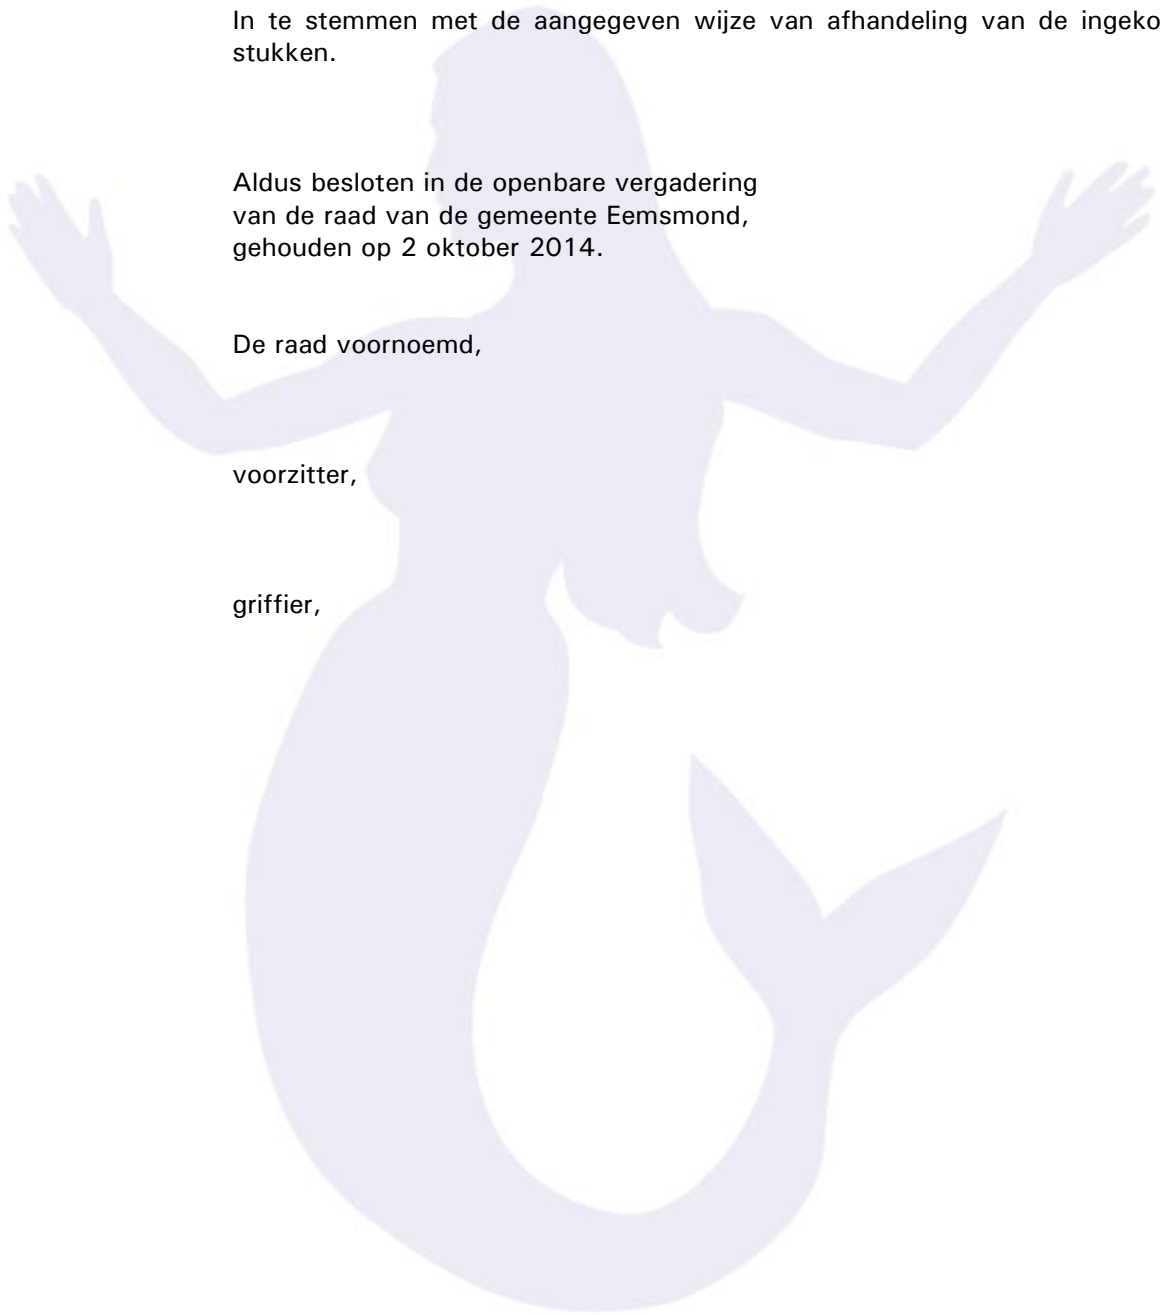 In te stemmen met de aangegeven wijze van afhandeling van de ingeko
stukken.
Aldus besloten in de openbare vergadering
van de raad van de gemeente Eemsmond,
gehouden op 2 oktober 2014.
De raad voornoemd,
voorzitter,
griffier,